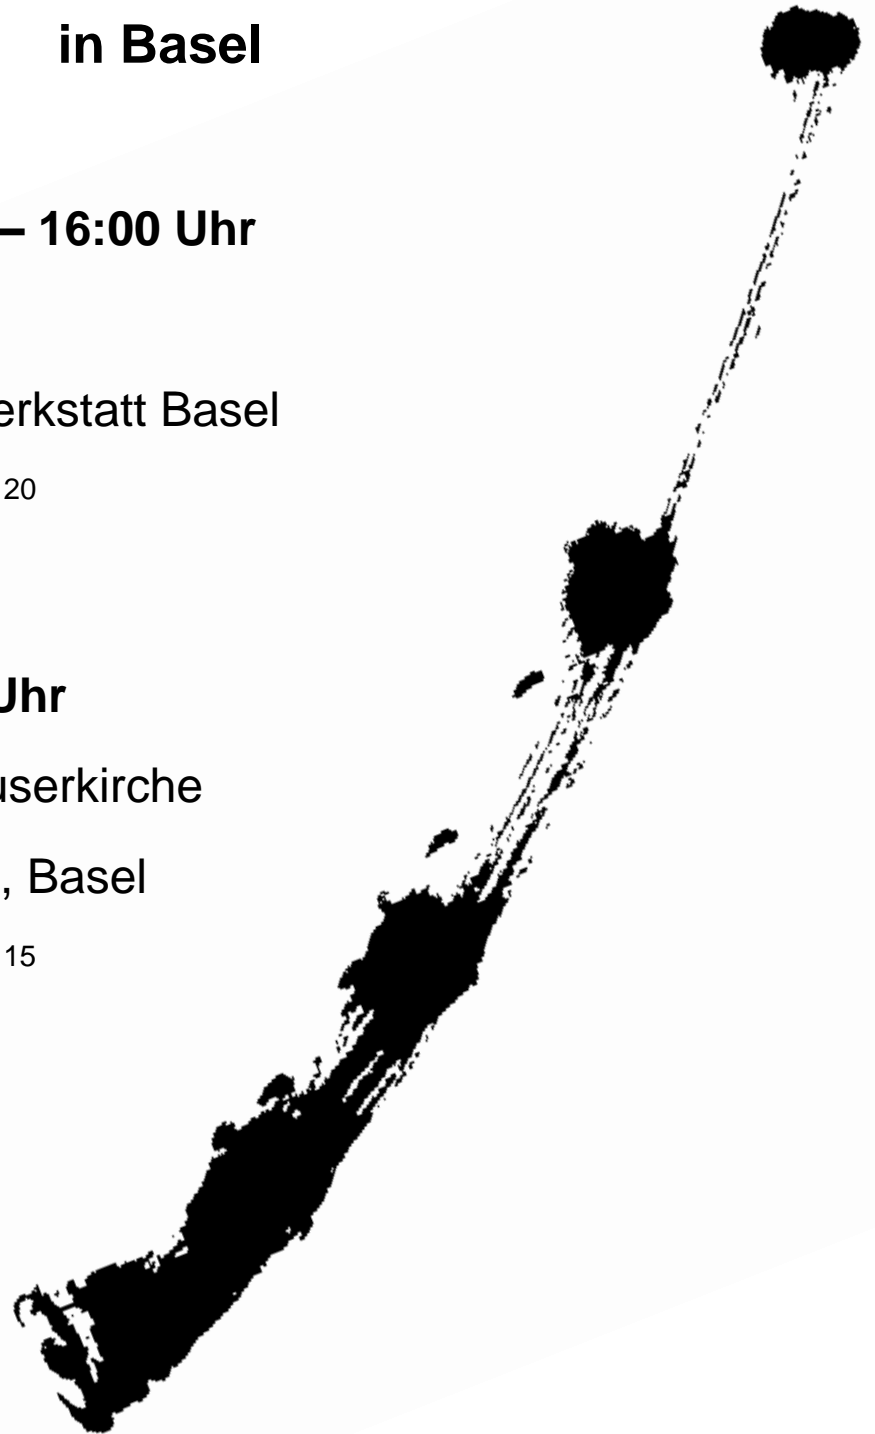 in Basel
– 16:00 Uhr
erkstatt Basel
20
Uhr
userkirche
, Basel
15